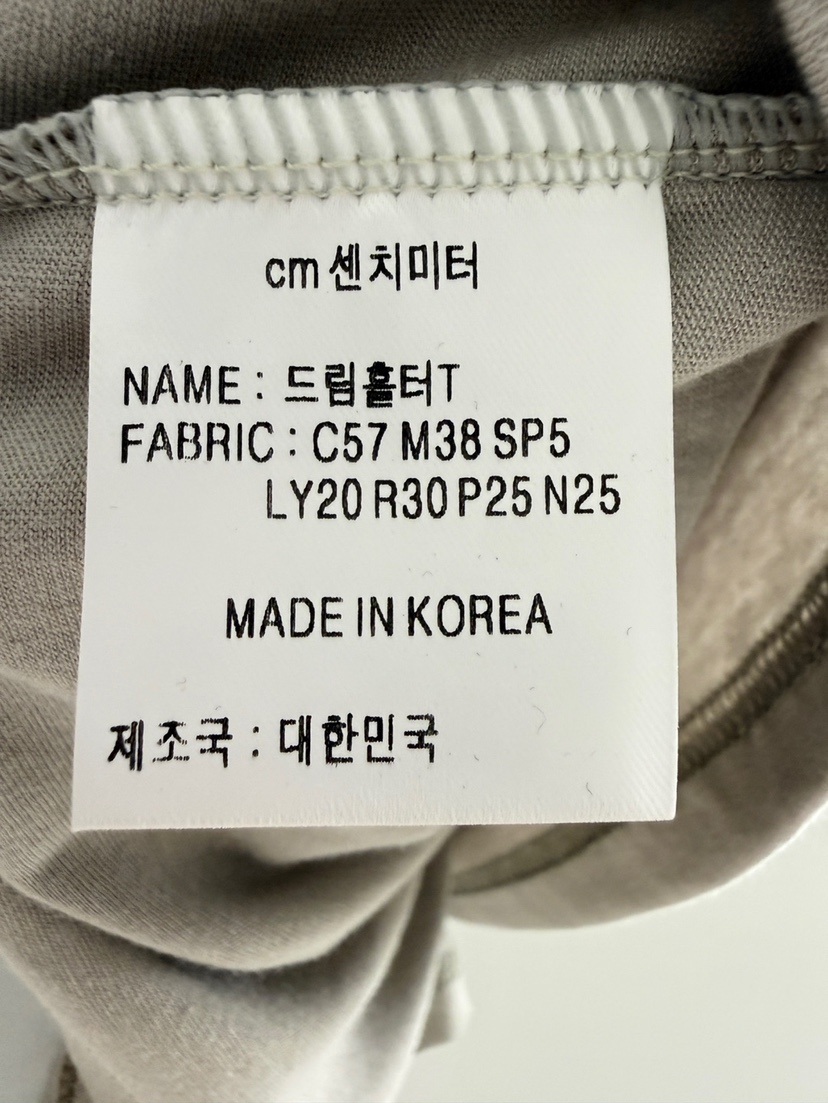 cm 센치미터
NAME : 드림홀터T
FABRIC : C57 M38 SP5
LY20 R30 P25 N25
MADE IN KOREA
제조국 : 대한민국